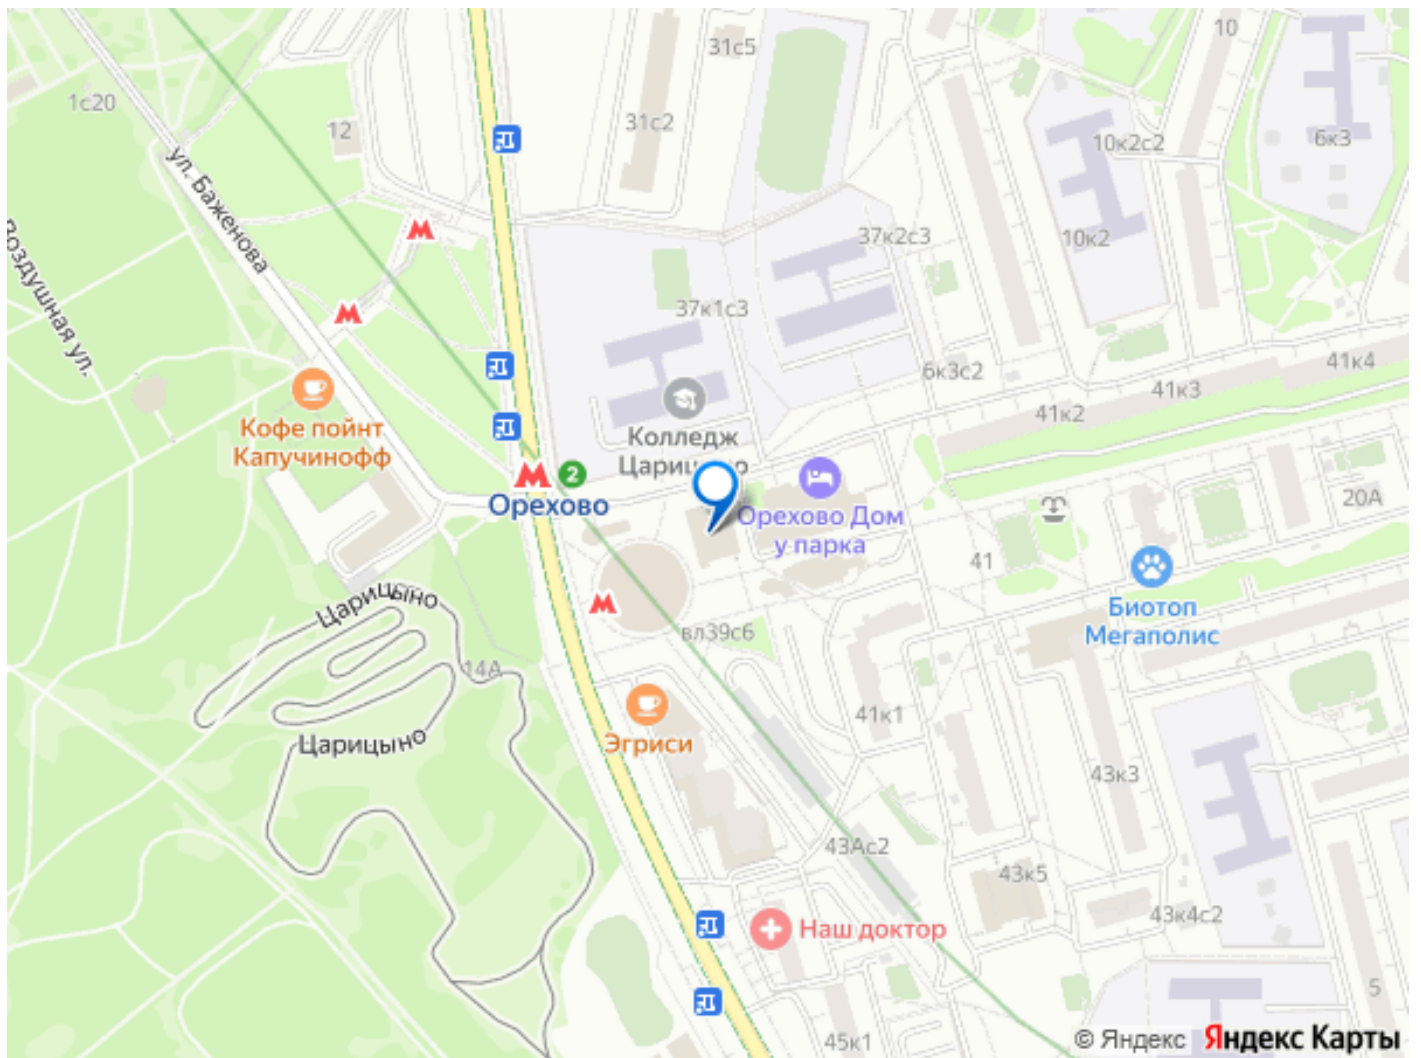 10
31с5
1с20
12
31с2
10к2с2
6к3
ул. Баженова
Воздушная ул.
37к2с3
10к2
37к1с3
6к3с2
41к4
41к3
41к2
Кофе пойнт
Капучинофф
Колледж
Царицыно
2
Орехово
Орехово Дом
у парка
20А
41
Биотоп
Мегаполис
Царицыно
вл39с6
14А
41к1
Эгриси
Царицыно
43к3
43Ас2
43к5
43к4с2
Наш доктор
5
45к1
© Яндекс Яндекс Карты